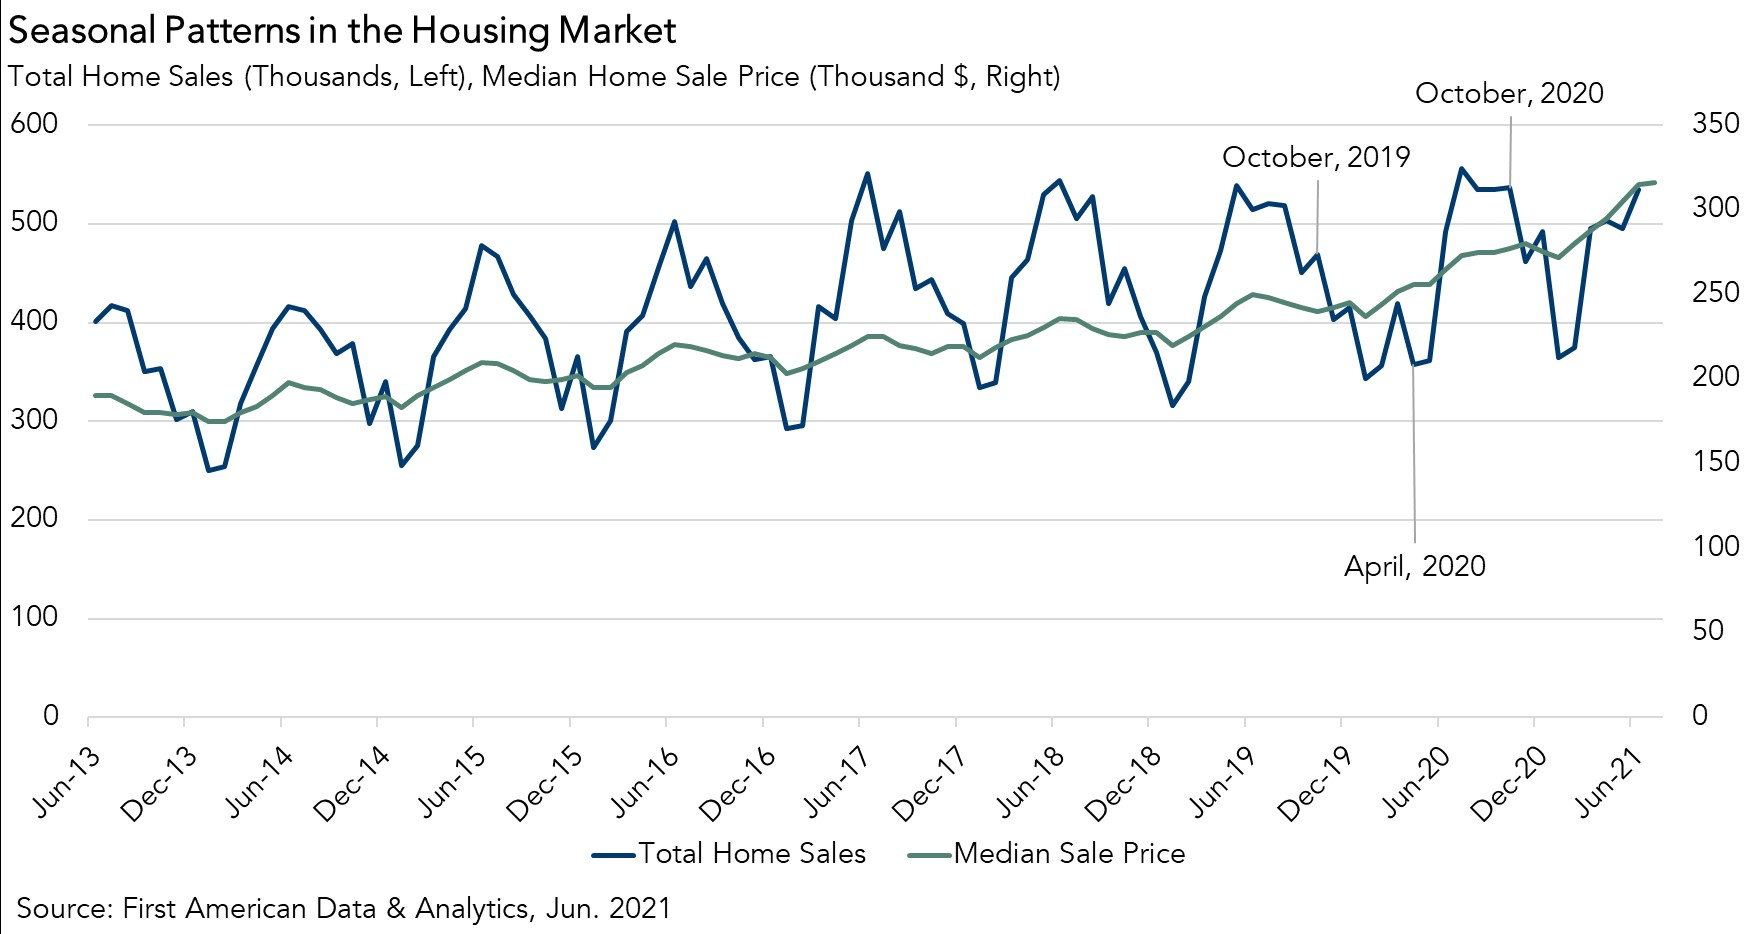 Seasonal Patterns in the Housing Market
Total Home Sales (Thousands, Left), Median Home Sale Price (Thousand $, Right)
October, 2020
October, 2019
April, 2020
600
500
400
300
200
100
0
350
300
250
200
150
100
50
0
Jun-13
Dec-13
Jun-14
Dec-14
Jun-15
Dec-15
Jun-16
Dec-16
Jun-17
Dec-17
Jun-18
Dec-18
Jun-19
Dec-19
Jun-20
Dec-20
Jun-21
Total Home Sales
Median Sale Price
Source: First American Data & Analytics, Jun. 2021